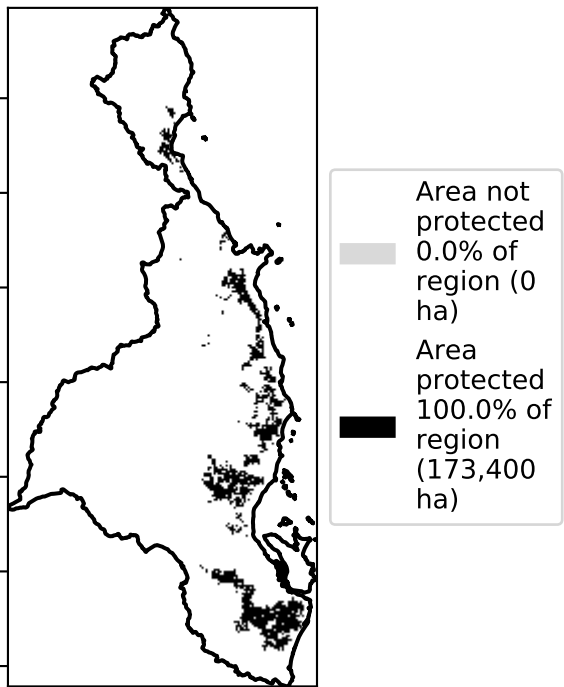 Area not
protected
0.0% of
region (0
ha)
Area
protected
100.0% of
region
(173,400
ha)